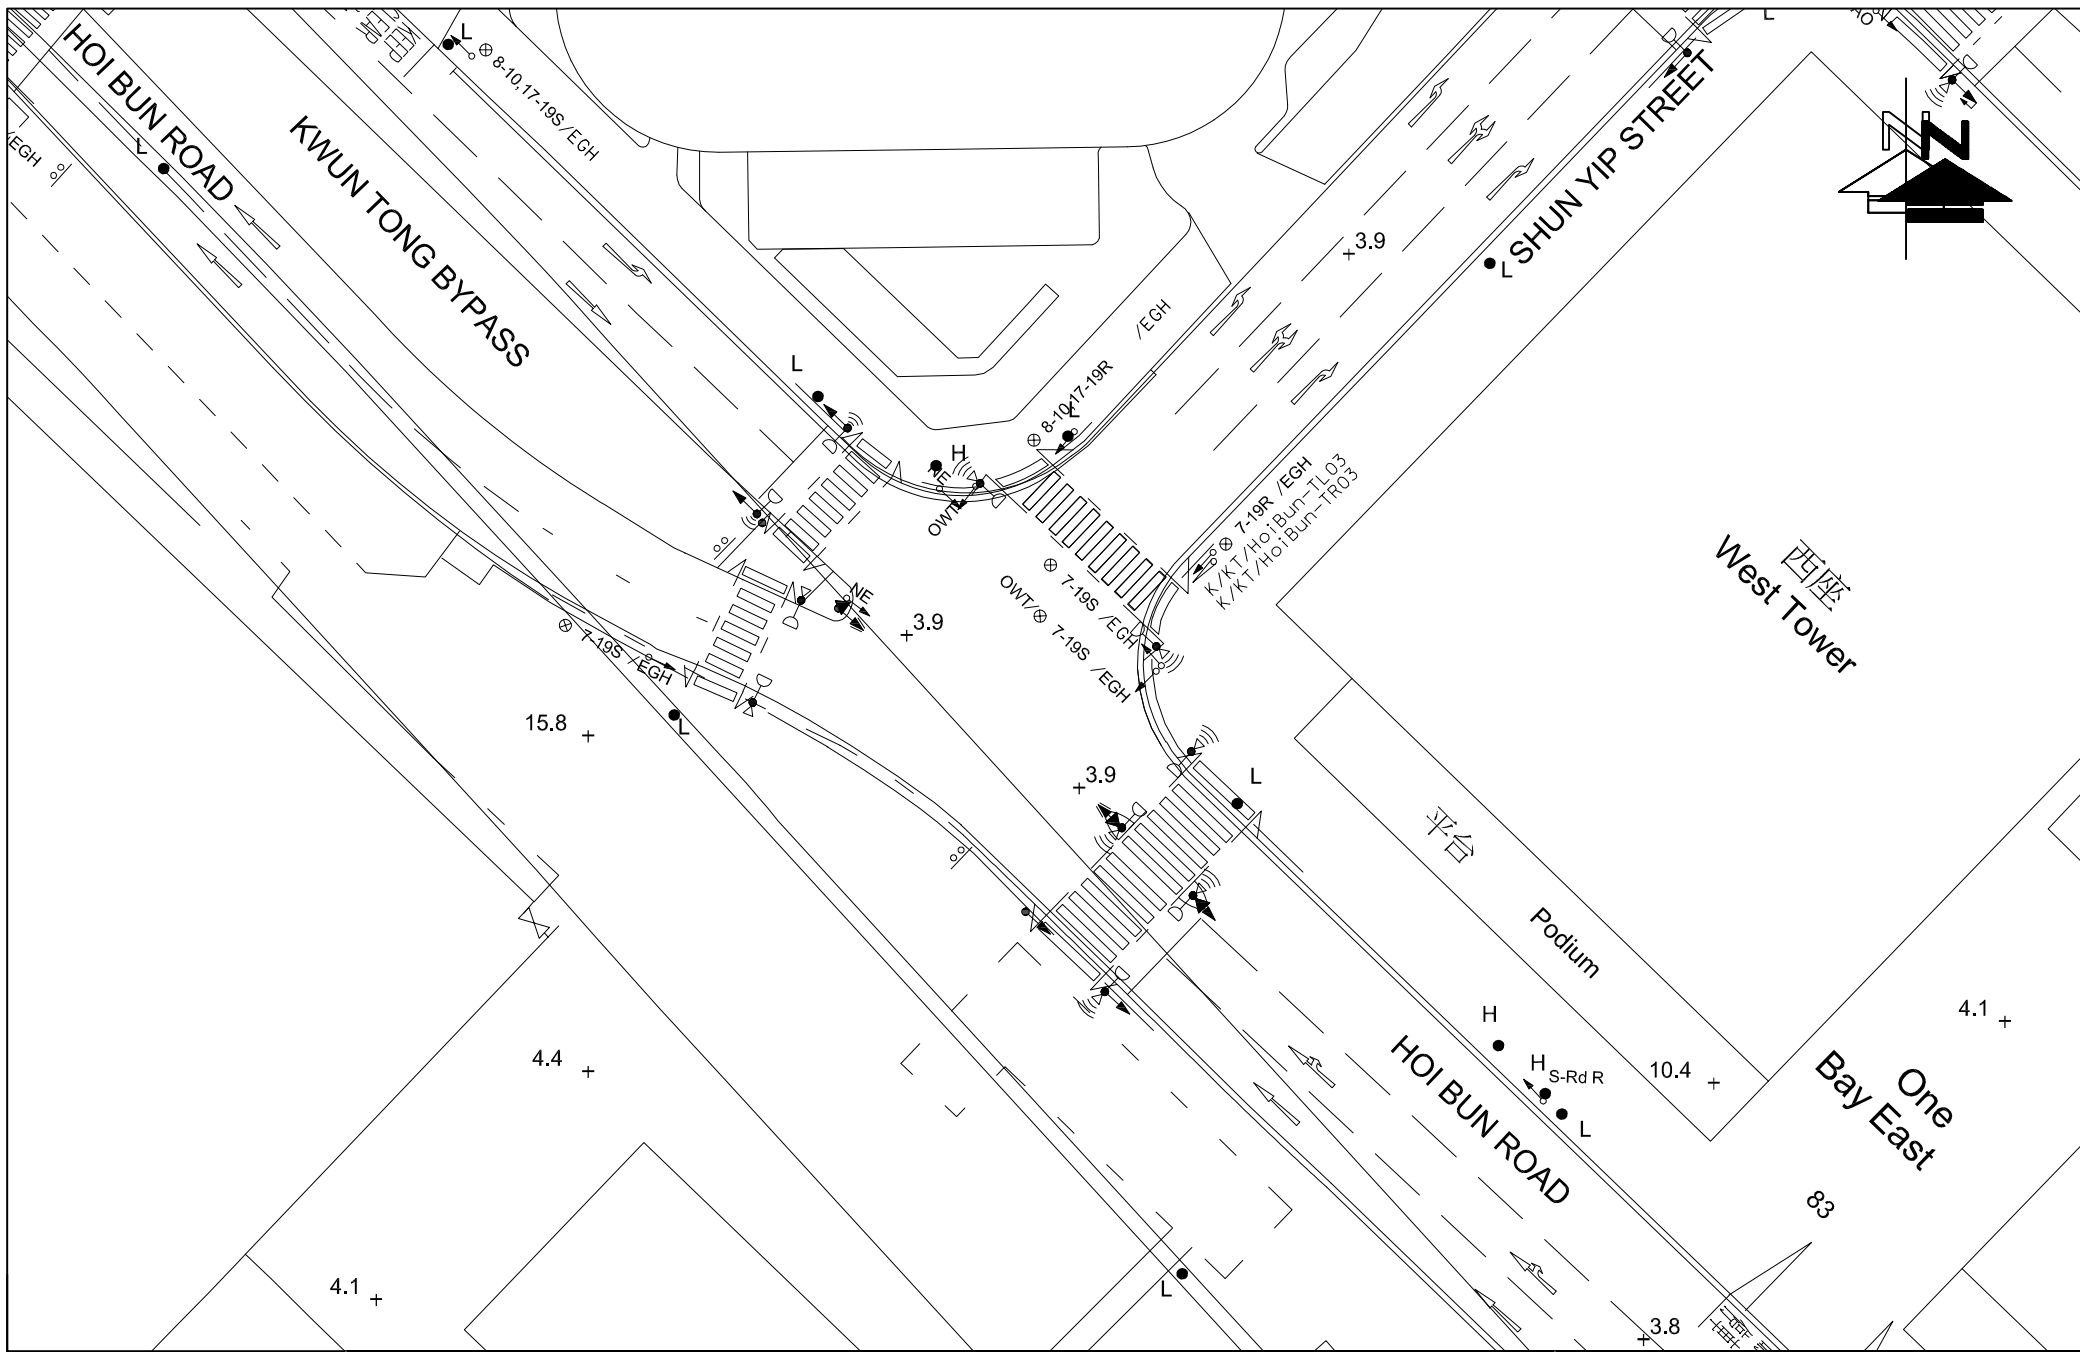 HOI BUN ROAD
L
8-10,17-19S /EGH
L
L
KWUN TONG BYPASS
/EGH
SHUN YIP STREET
L
N
3.9
/EGH
8-10,17-19R
L
L
H
NE
OWT
7-19R /EGH
K/KT/HoiBun-TL03
K/KT/HoiBun-TR03
7-19S /EGH
OWT/
7-19S /EGH
西座
West Tower
NE
3.9
7-19S /EGH
15.8
L
3.9
L
平台
Podium
4.1
H
H
S-Rd R
10.4
L
One
Bay East
83
4.4
HOI BUN ROAD
4.1
L
3.8